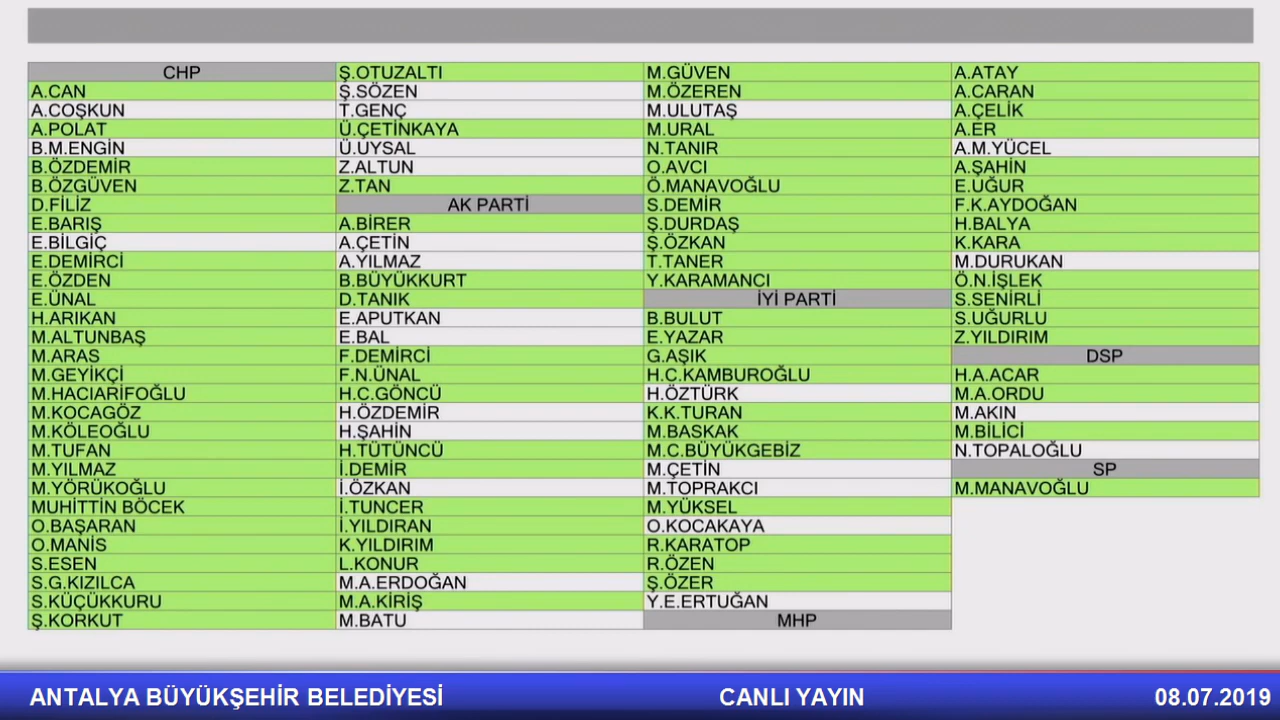 CHP
A.CAN
A.COŞKUN
A.POLAT
B.M.ENGİN
B.ÖZDEMİR
B.ÖZGÜVEN
D.FİLİZ
E.BARIŞ
E.BİLGİÇ
E.DEMİRCİ
E.ÖZDEN
E.ÜNAL
H.ARIKAN
M.ALTUNBAŞ
M.ARAS
M.GEYİKÇİ
M.HACIARİFOĞLU
M.KOCAGÖZ
M.KÖLEOĞLU
M.TUFAN
M.YILMAZ
M.YÖRÜKOĞLU
MUHİTTİN BÖCEK
O.BAŞARAN
O.MANİS
S.ESEN
S.G.KIZILCA
S.KÜÇÜKKURU
Ş.KORKUT
Ş.OTUZALTI
Ş.SÖZEN
T.GENÇ
Ü.ÇETİNKAYA
Ü.UYSAL
Z.ALTUN
Z.TAN
AK PARTİ
A.BİRER
A.ÇETİN
A.YILMAZ
B.BÜYÜKKURT
D.TANIK
E.APUTKAN
E.BAL
F.DEMİRCİ
F.N.ÜNAL
H.C.GÖNCÜ
H.ÖZDEMİR
H.ŞAHİN
H.TÜTÜNCÜ
İ.DEMİR
İ.ÖZKAN
İ.TUNCER
İ.YILDIRAN
K.YILDIRIM
L.KONUR
M.A.ERDOĞAN
M.A.KİRİŞ
M.BATU
M.GÜVEN
M.ÖZEREN
M.ULUTAŞ
M.URAL
N.TANIR
O.AVCI
Ö.MANAVOĞLU
S.DEMİR
Ş.DURDAŞ
Ş.ÖZKAN
T.TANER
Y.KARAMANCI
İYİ PARTİ
B.BULUT
E.YAZAR
G.AŞIK
H.C.KAMBUROĞLU
H.ÖZTÜRK
K.K.TURAN
M.BASKAK
M.C.BÜYÜKGEBİZ
M.ÇETİN
M.TOPRAKCI
M.YÜKSEL
O.KOCAKAYA
R.KARATOP
R.ÖZEN
Ş.ÖZER
Y.E.ERTUĞAN
MHP
A.ATAY
A.CARAN
A.ÇELİK
A.ER
A.M.YÜCEL
A.ŞAHİN
E.UĞUR
F.K.AYDOĞAN
H.BALYA
K.KARA
M.DURUKAN
Ö.N.İŞLEK
S.SENİRLİ
S.UĞURLU
Z.YILDIRIM
DSP
H.A.ACAR
M.A.ORDU
M.AKIN
M.BİLİCİ
N.TOPALOĞLU
SP
M.MANAVOĞLU
ANTALYA BÜYÜKŞEHİR BELEDİYESİ CANLI YAYIN 08.07.2019